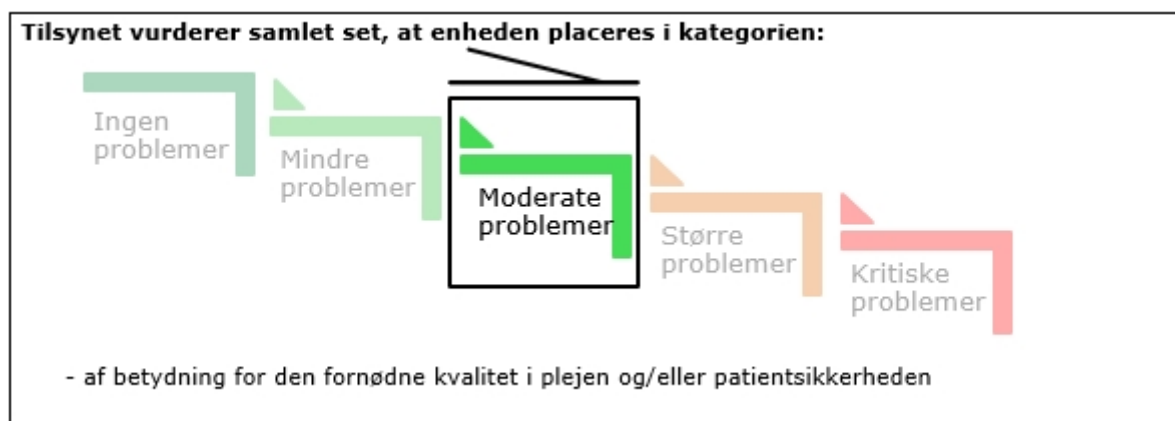 Tilsynet vurderer samlet set, at enheden placeres i kategorien:
Ingen
problemer
Mindre
problemer
Moderate
problemer
Større
problemer
Kritiske
problemer
- af betydning for den fornødne kvalitet i plejen og/eller patientsikkerheden